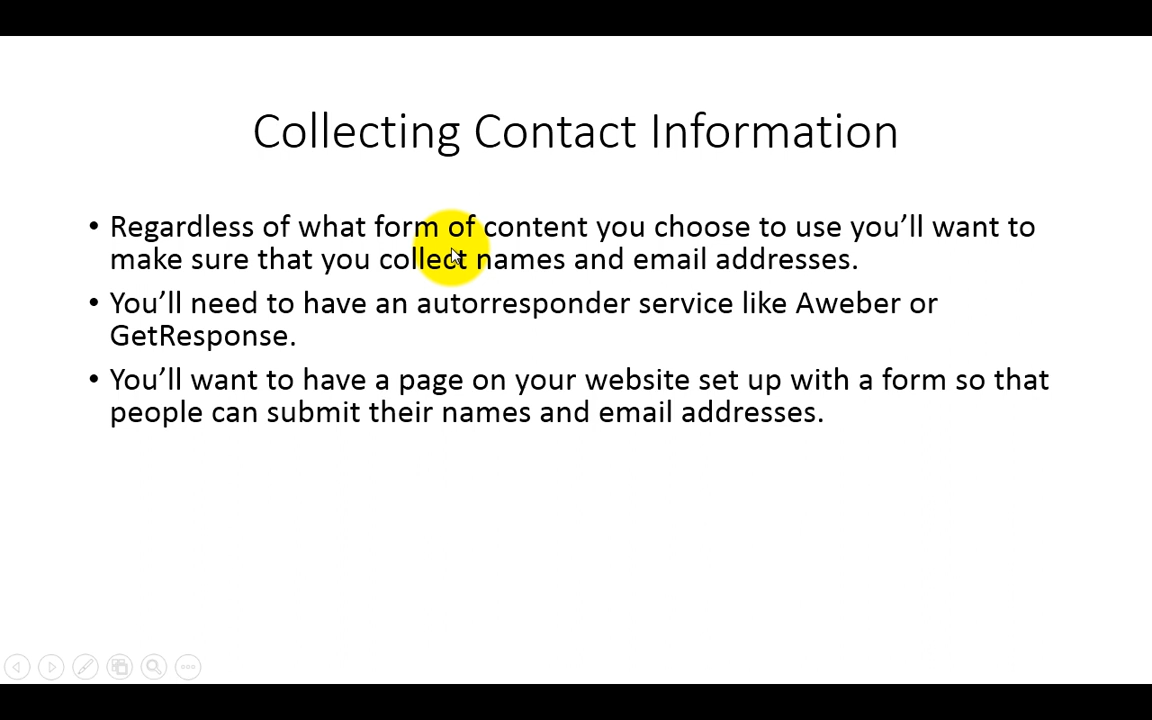 Collecting Contact Information
• Regardless of what form of content you choose to use you’ll want to
make sure that you collect names and email addresses.
• You’ll need to have an autorresponder service like Aweber or
GetResponse.
• You’ll want to have a page on your website set up with a form so that
people can submit their names and email addresses.